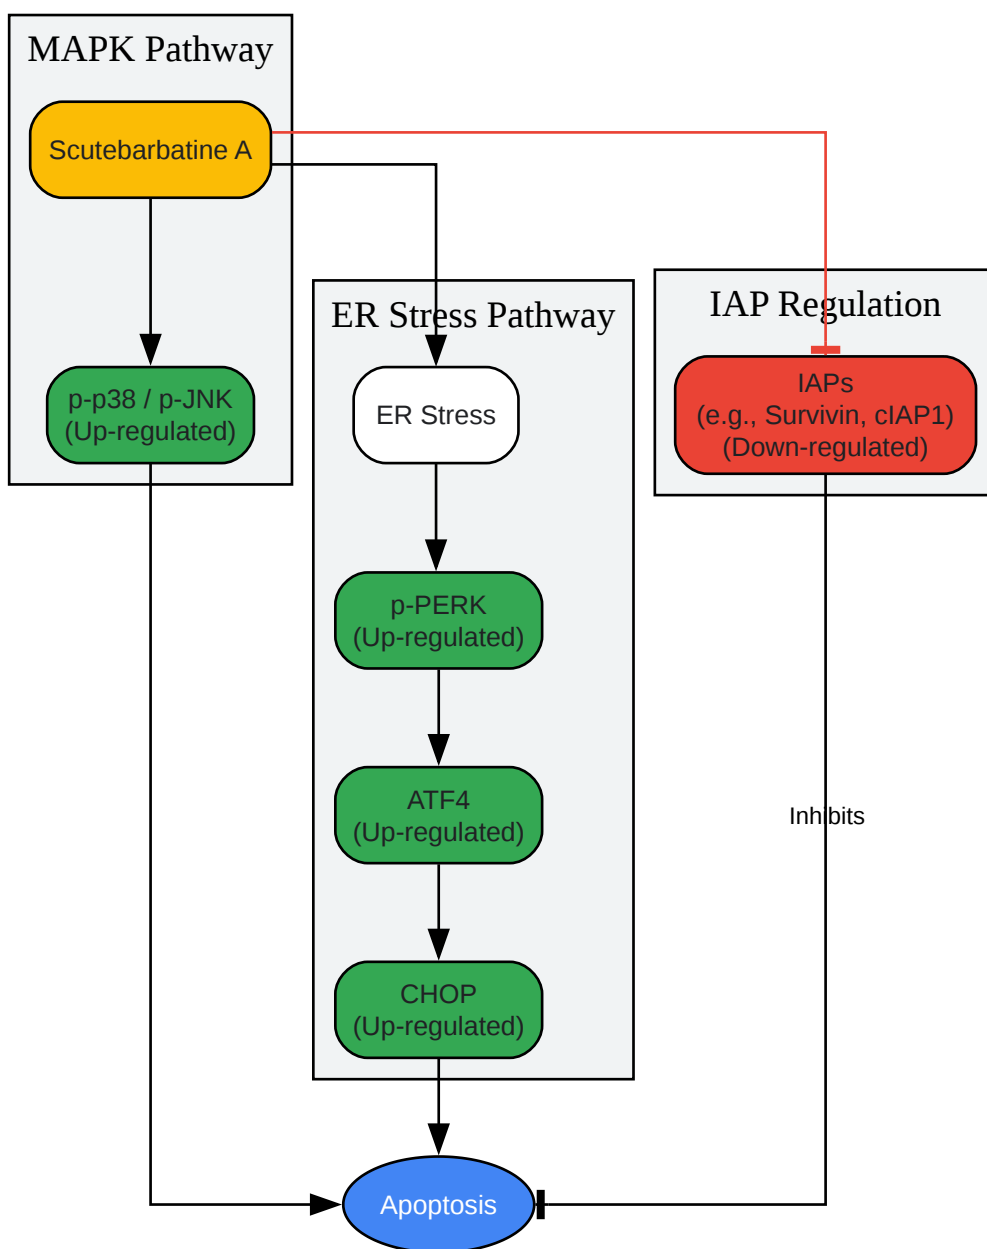 MAPK Pathway
Scutebarbatine A
p-p38 / p-JNK
(Up-regulated)
ER Stress Pathway
ER Stress
p-PERK
(Up-regulated)
ATF4
(Up-regulated)
CHOP
(Up-regulated)
IAP Regulation
IAPs
(e.g., Survivin, cIAP1)
(Down-regulated)
Inhibits
Apoptosis